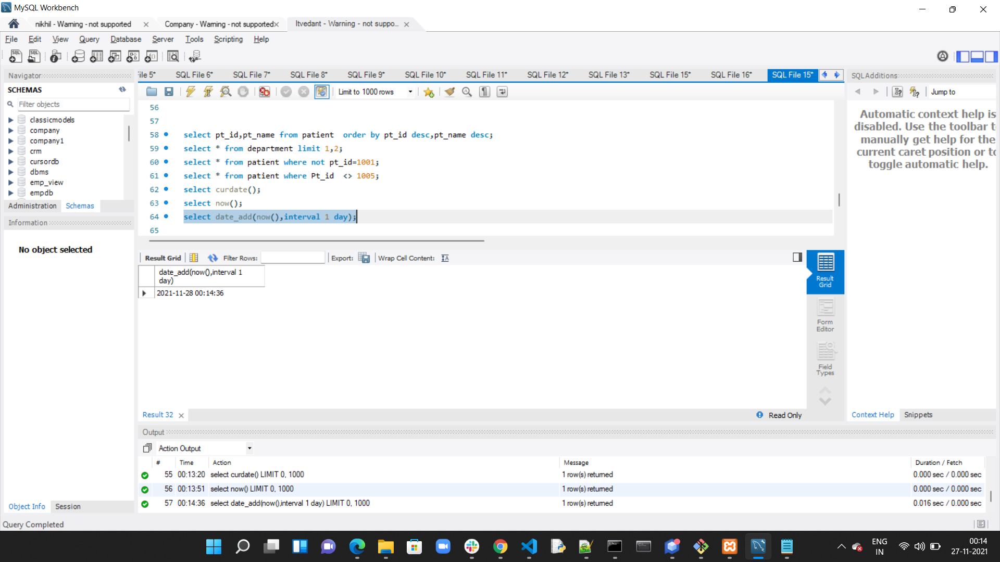 MySQL Workbench
nikhil - Warning - not supported
Company - Warning - not supported
Itvedant - Warning - not suppo...
File Edit View Query Database Server Tools Scripting Help
Navigator
SCHEMAS
Filter objects
classicmodels
company
company1
crm
cursordb
dbms
emp_view
empdb
Administration Schemas
Information
No object selected
Object Info Session
Query Completed
ile 5* SQL File 6* SQL File 7* SQL File 8* SQL File 9* SQL File 10* SQL File 11* SQL File 12* SQL File 13* SQL File 15* SQL File 16* SQL File 15*
Limit to 1000 rows
56
57
58 select pt_id,pt_name from patient  order by pt_id desc,pt_name desc;
59 select * from department limit 1,2;
60 select * from patient where not pt_id=1001;
61 select * from patient where Pt_id  <> 1005;
62 select curdate();
63 select now();
64 select date_add(now(),interval 1 day);
65
Result Grid Filter Rows: Export: Wrap Cell Content:
date_add(now(),interval 1
day)
2021-11-28 00:14:36
Result
Grid
Form
Editor
Field
Types
Result 32
Read Only
SQLAdditions
Jump to
Automatic context help is
disabled. Use the toolbar t
manually get help for the
current caret position or to
toggle automatic help.
Context Help Snippets
Output
Action Output
# Time Action Message Duration / Fetch
55 00:13:20 select curdate() LIMIT 0, 1000 1 row(s) returned 0.000 sec / 0.000 sec
56 00:13:51 select now() LIMIT 0, 1000 1 row(s) returned 0.000 sec / 0.000 sec
57 00:14:36 select date_add(now(),interval 1 day) LIMIT 0, 1000 1 row(s) returned 0.016 sec / 0.000 sec
ENG
IN
00:14
27-11-2021